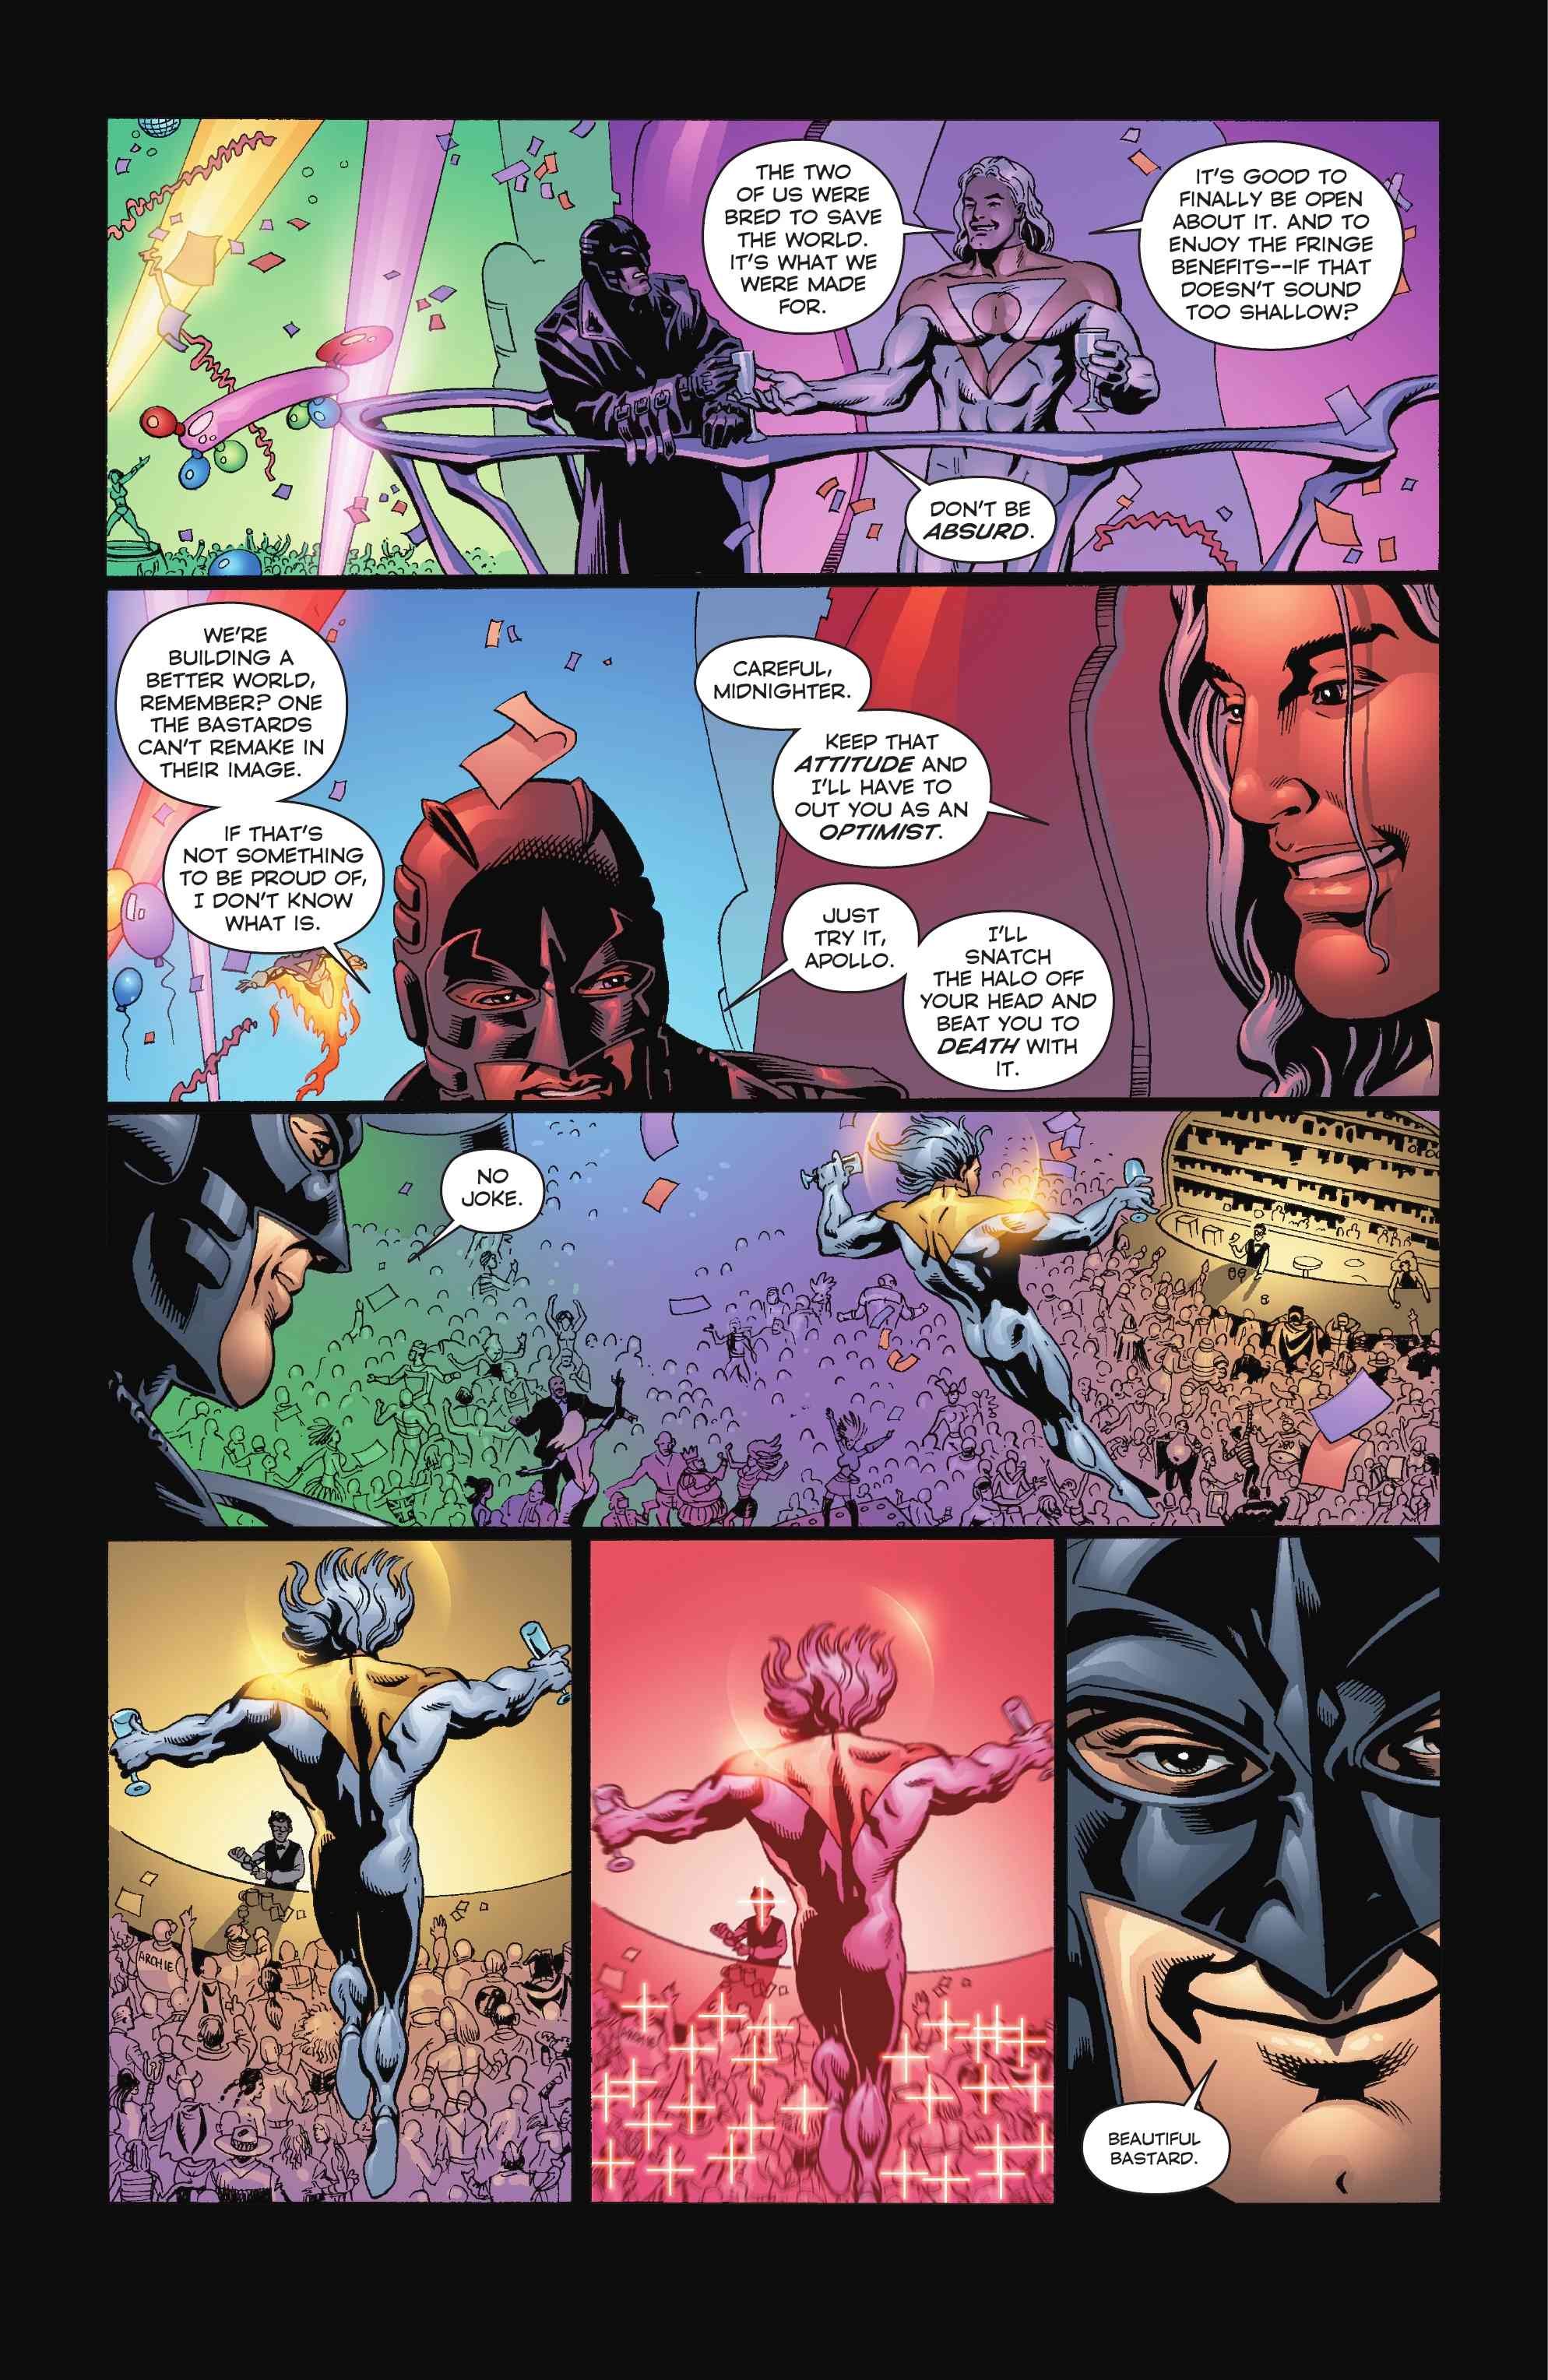 THE TWO
OF US WERE
BRED TO SAVE
THE WORLD.
IT'S WHAT WE
WERE MADE
FOR.
IT'S GOOD TO
FINALLY BE OPEN
ABOUT IT. AND TO
ENJOY THE FRINGE
BENEFITS--IF THAT
DOESN'T SOUND
TOO SHALLOW?
DON'T BE
ABSURD.
WE'RE
BUILDING A
BETTER WORLD,
REMEMBER? ONE
THE BASTARDS
CAN'T REMAKE IN
THEIR IMAGE.
IF THAT'S
NOT SOMETHING
TO BE PROUD OF,
I DON'T KNOW
WHAT IS.
CAREFUL,
MIDNIGHTER.
KEEP THAT
ATTITUDE AND
I'LL HAVE TO
OUT YOU AS AN
OPTIMIST.
JUST
TRY IT,
APOLLO.
I'LL
SNATCH
THE HALO OFF
YOUR HEAD AND
BEAT YOU TO
DEATH WITH
IT.
NO
JOKE.
ARCHIE
BEAUTIFUL
BASTARD.